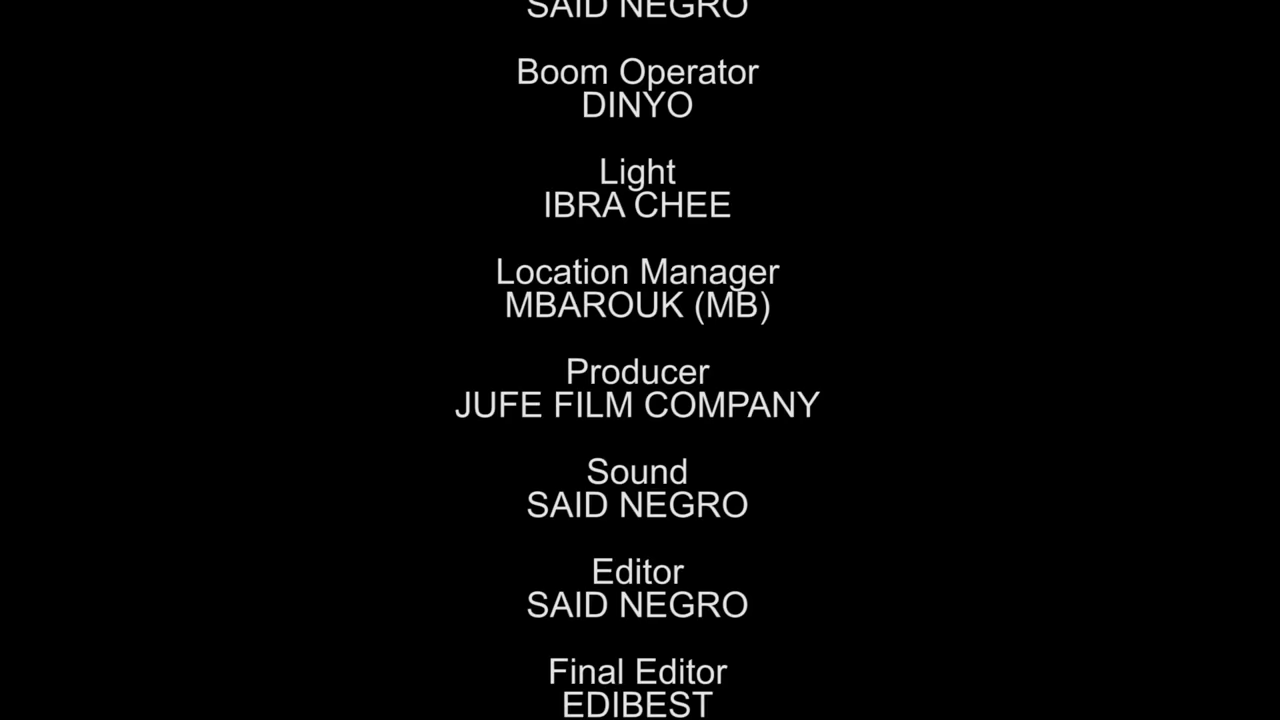 SAID NEGRO
Boom Operator
DINYO
Light
IBRA CHEE
Location Manager
MBAROUK (MB)
Producer
JUFE FILM COMPANY
Sound
SAID NEGRO
Editor
SAID NEGRO
Final Editor
EDIBEST